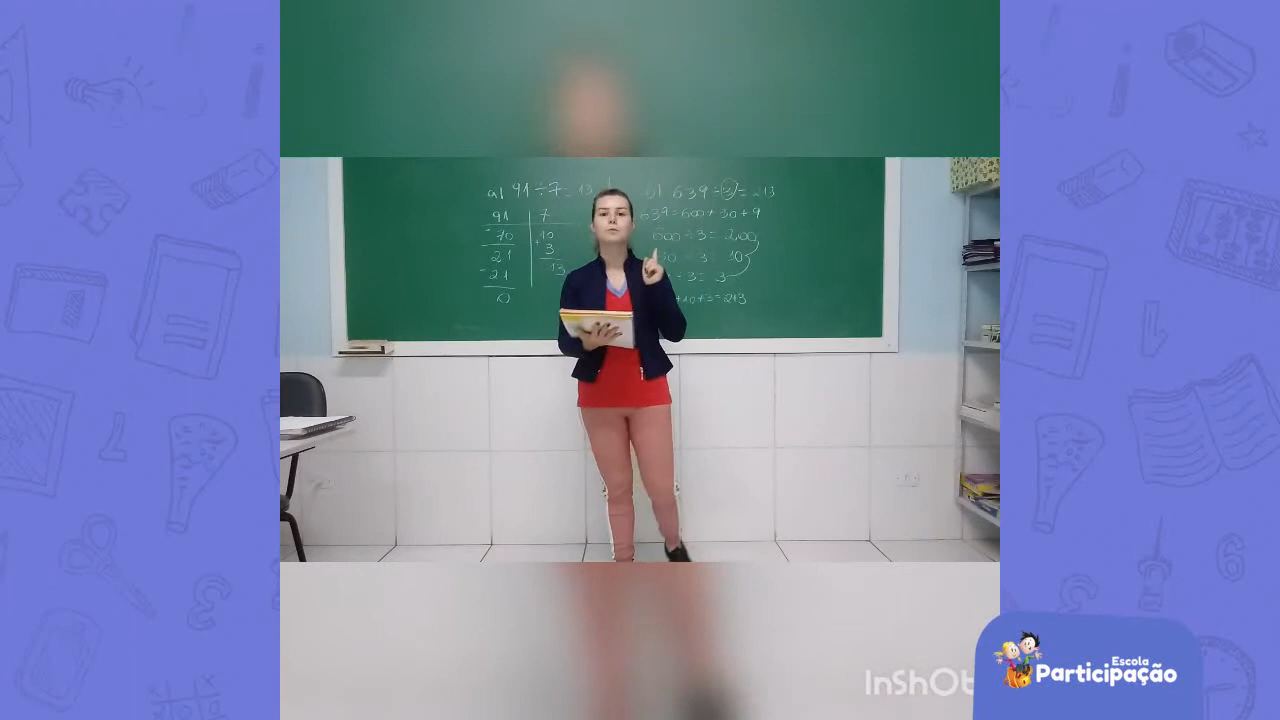 a) 91 ÷ 7 = 13
91 7
- 70 10
21 + 3
- 21 13
0
b) 639 ÷ 3 = 213
639 = 600 + 30 + 9
600 ÷ 3 = 200
30 ÷ 3 = 10
÷ 3 = 3
+ 10 + 3 = 213
InShO
Escola
Participação